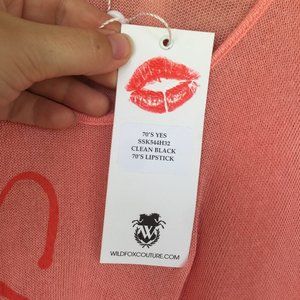 70'S YES
SSK544H32
CLEAN BLACK
70'S LIPSTICK
W
WILDFOXCOUTURE.COM